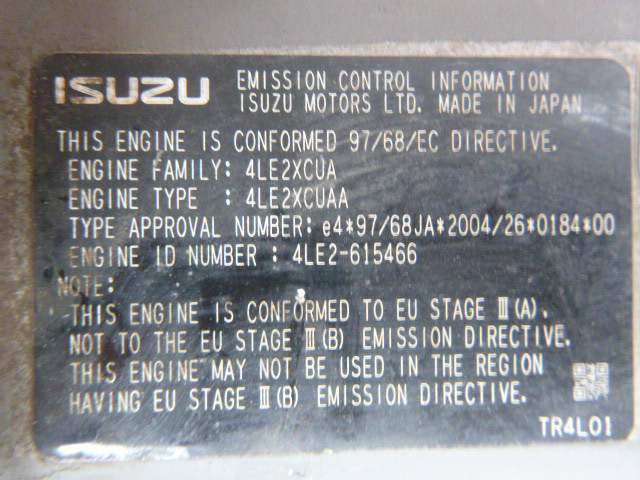 ISUZU EMISSION CONTROL INFORMATION
ISUZU MOTORS LTD. MADE IN JAPAN
THIS ENGINE IS CONFORMED 97/68/EC DIRECTIVE.
ENGINE FAMILY: 4LE2XCUA
ENGINE TYPE : 4LE2XCUAA
TYPE APPROVAL NUMBER: e4*97/68JA*2004/26*0184*00
ENGINE ID NUMBER : 4LE2-615466
NOTE:
THIS ENGINE IS CONFORMED TO EU STAGE Ⅲ(A).
NOT TO THE EU STAGE Ⅲ(B) EMISSION DIRECTIVE.
THIS ENGINE MAY NOT BE USED IN THE REGION
HAVING EU STAGE Ⅲ(B) EMISSION DIRECTIVE.
TR4L01